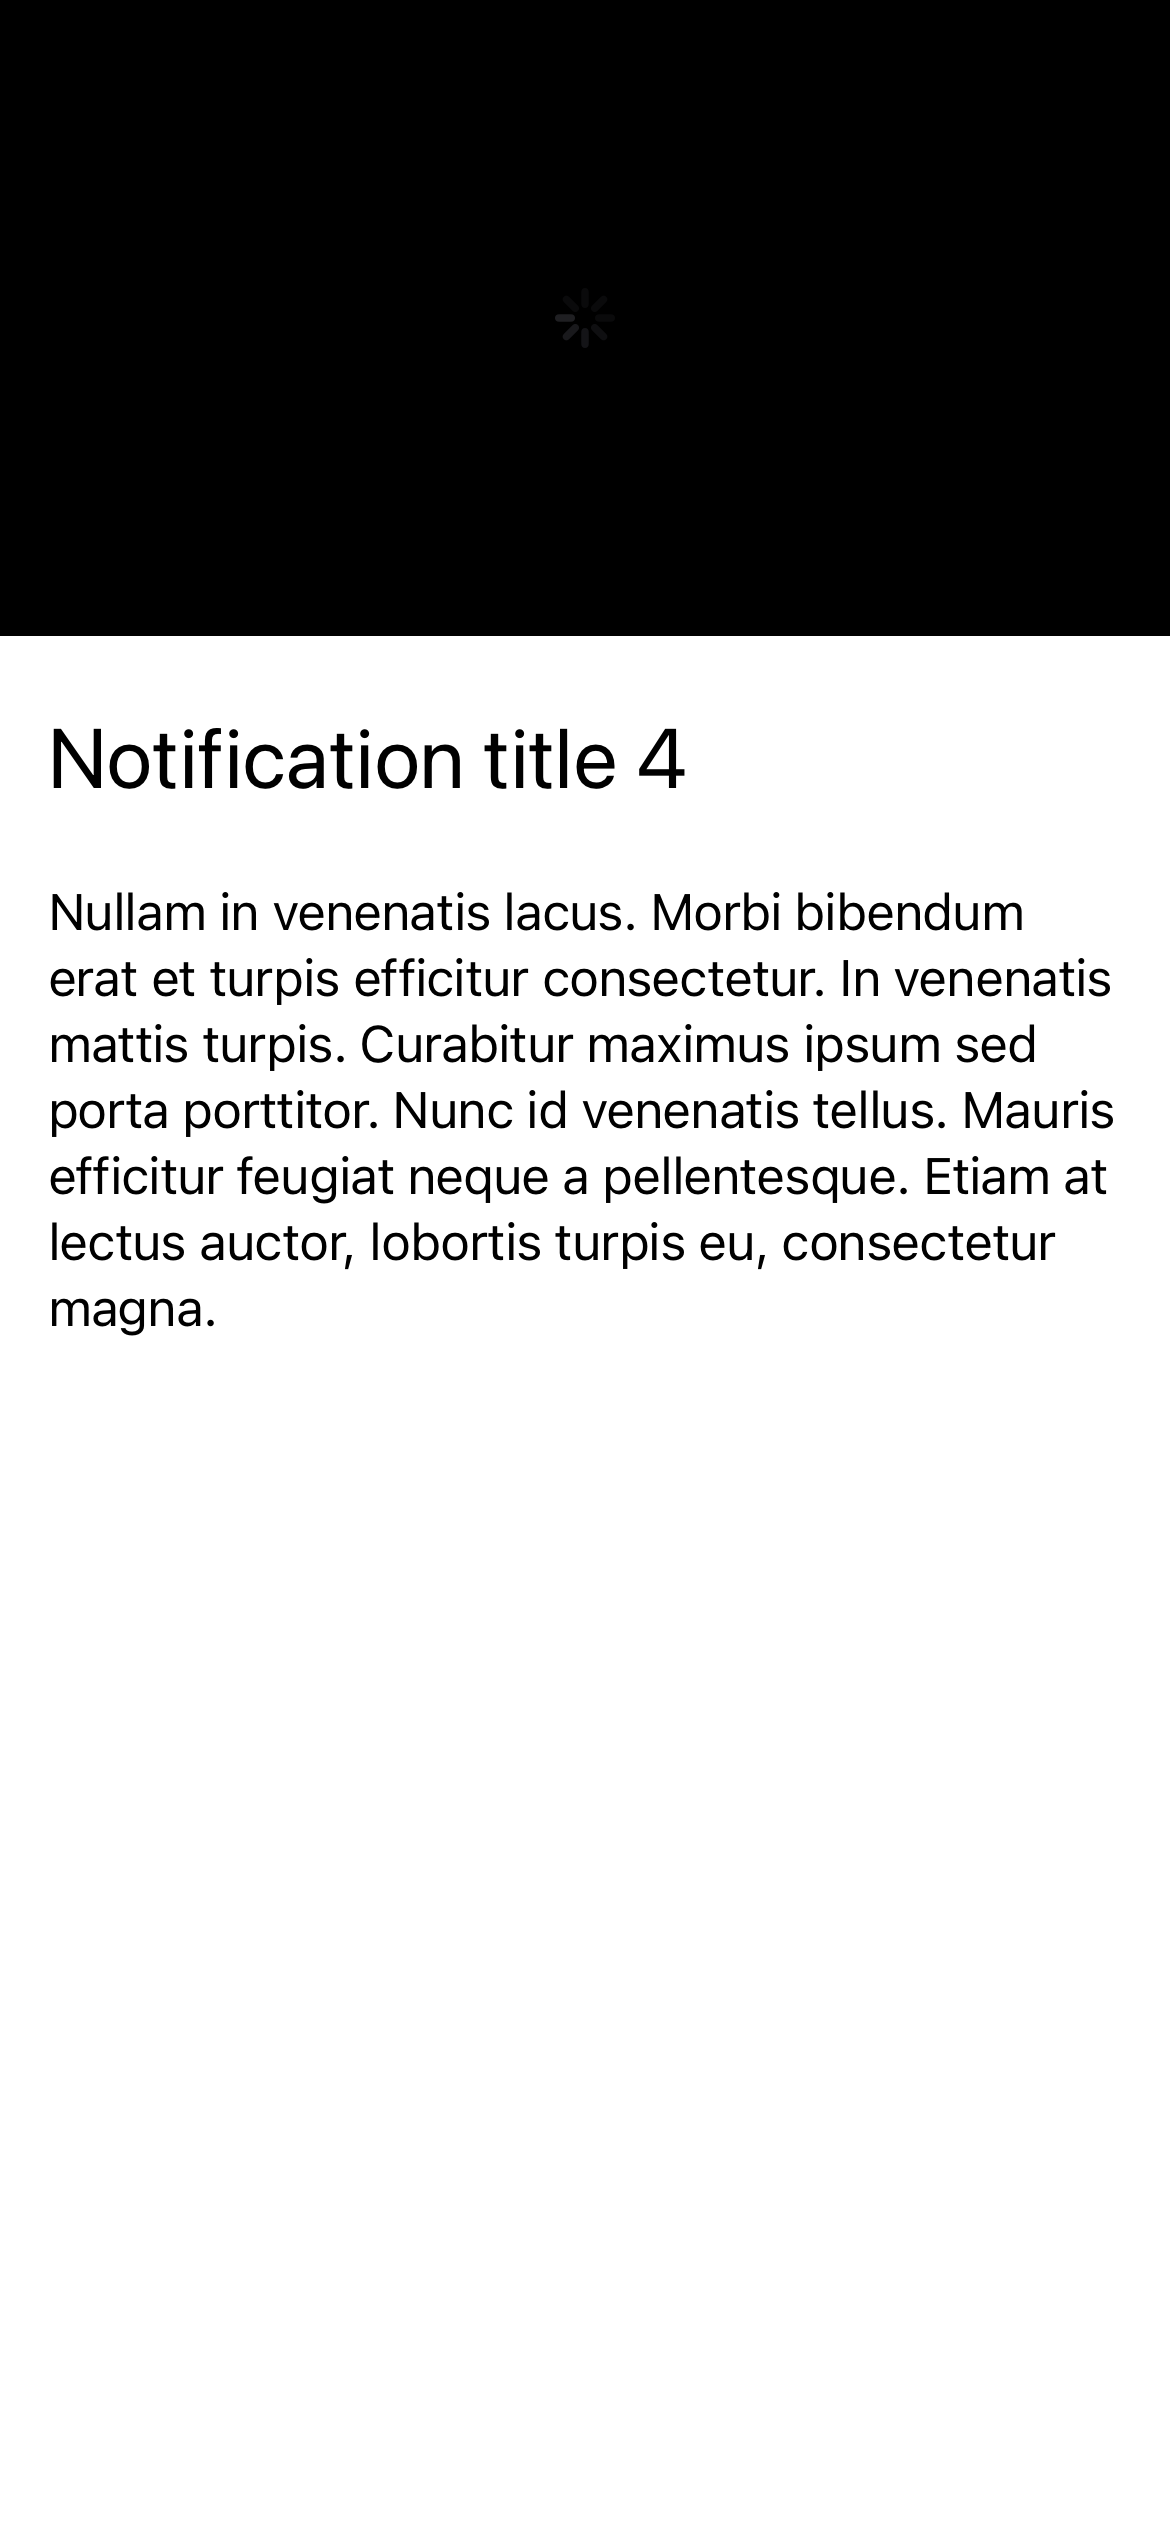 Notification title 4
Nullam in venenatis lacus. Morbi bibendum
erat et turpis efficitur consectetur. In venenatis
mattis turpis. Curabitur maximus ipsum sed
porta porttitor. Nunc id venenatis tellus. Mauris
efficitur feugiat neque a pellentesque. Etiam at
lectus auctor, lobortis turpis eu, consectetur
magna.